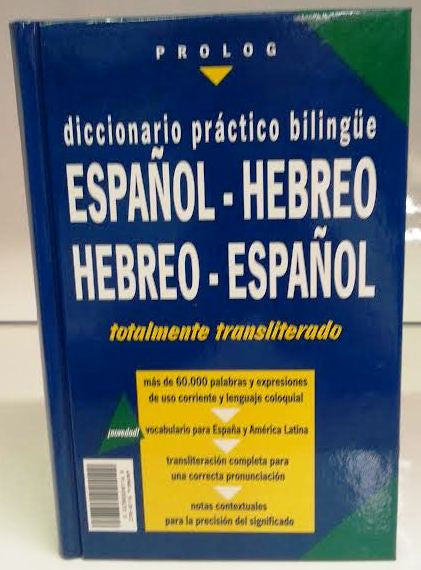 PROLOG
diccionario práctico bilingüe
ESPAÑOL - HEBREO
HEBREO - ESPAÑOL
totalmente transliterado
más de 60.000 palabras y expresiones
de uso corriente y lenguaje coloquial
¡novedad!
vocabulario para España y América Latina
transliteración completa para
una correcta pronunciación
notas contextuales
para la precisión del significado